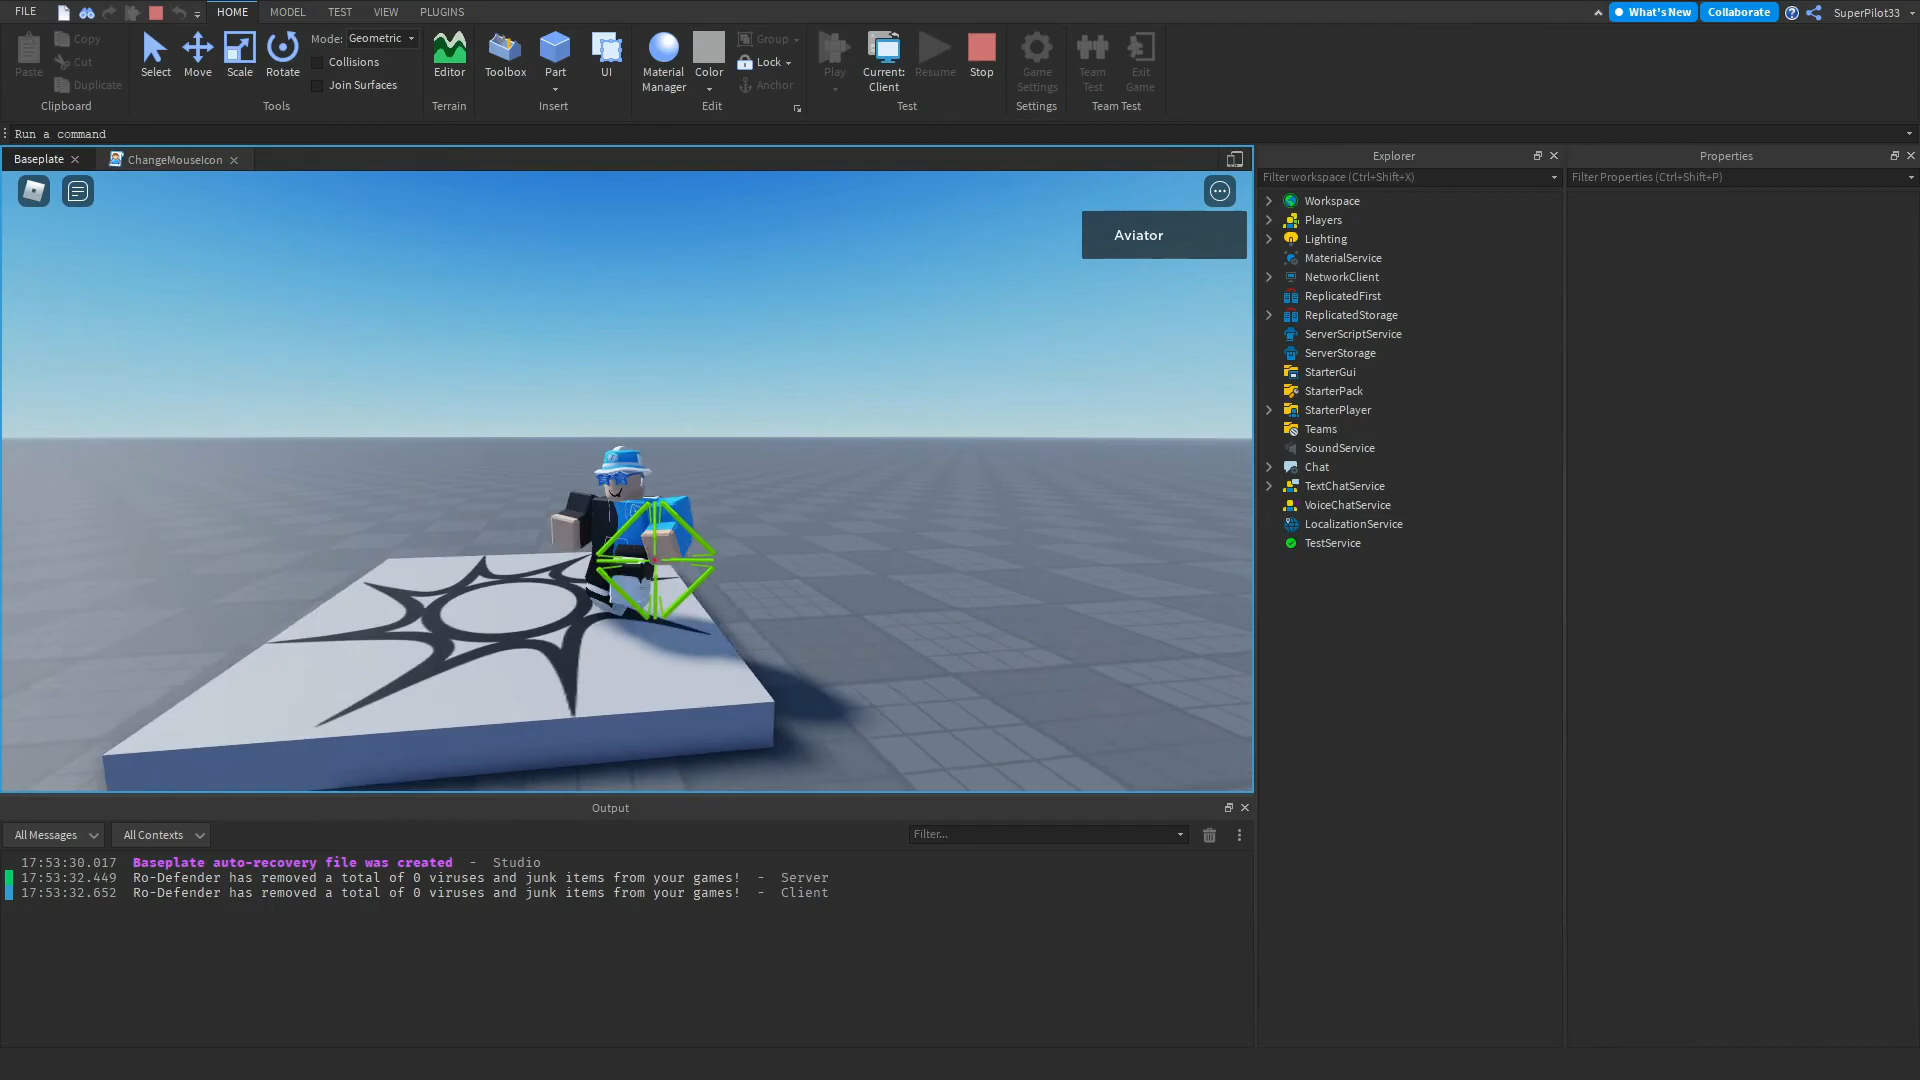 FILE
HOME
MODEL
TEST
VIEW
PLUGINS
What's New
Collaborate
SuperPilot33
Paste
Copy
Cut
Duplicate
Clipboard
Select
Move
Scale
Rotate
Mode: Geometric
Collisions
Join Surfaces
Tools
Editor
Terrain
Toolbox
Part
UI
Insert
Material
Manager
Color
Group
Lock
Anchor
Edit
Play
Current:
Client
Resume
Stop
Test
Game
Settings
Settings
Team
Test
Exit
Game
Team Test
Run a command
Baseplate
ChangeMouseIcon
Aviator
Explorer
Filter workspace (Ctrl+Shift+X)
Workspace
Players
Lighting
MaterialService
NetworkClient
ReplicatedFirst
ReplicatedStorage
ServerScriptService
ServerStorage
StarterGui
StarterPack
StarterPlayer
Teams
SoundService
Chat
TextChatService
VoiceChatService
LocalizationService
TestService
Properties
Filter Properties (Ctrl+Shift+P)
Output
All Messages
All Contexts
Filter...
17:53:30.017 Baseplate auto-recovery file was created - Studio
17:53:32.449 Ro-Defender has removed a total of 0 viruses and junk items from your games! - Server
17:53:32.652 Ro-Defender has removed a total of 0 viruses and junk items from your games! - Client